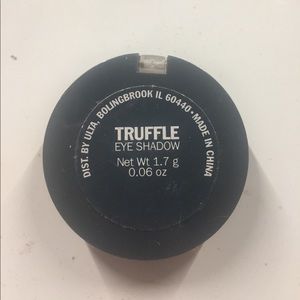 TRUFFLE
EYE SHADOW
Net Wt 1.7 g
0.06 oz
DIST. BY ULTA, BOLINGBROOK IL 60440•MADE IN CHINA